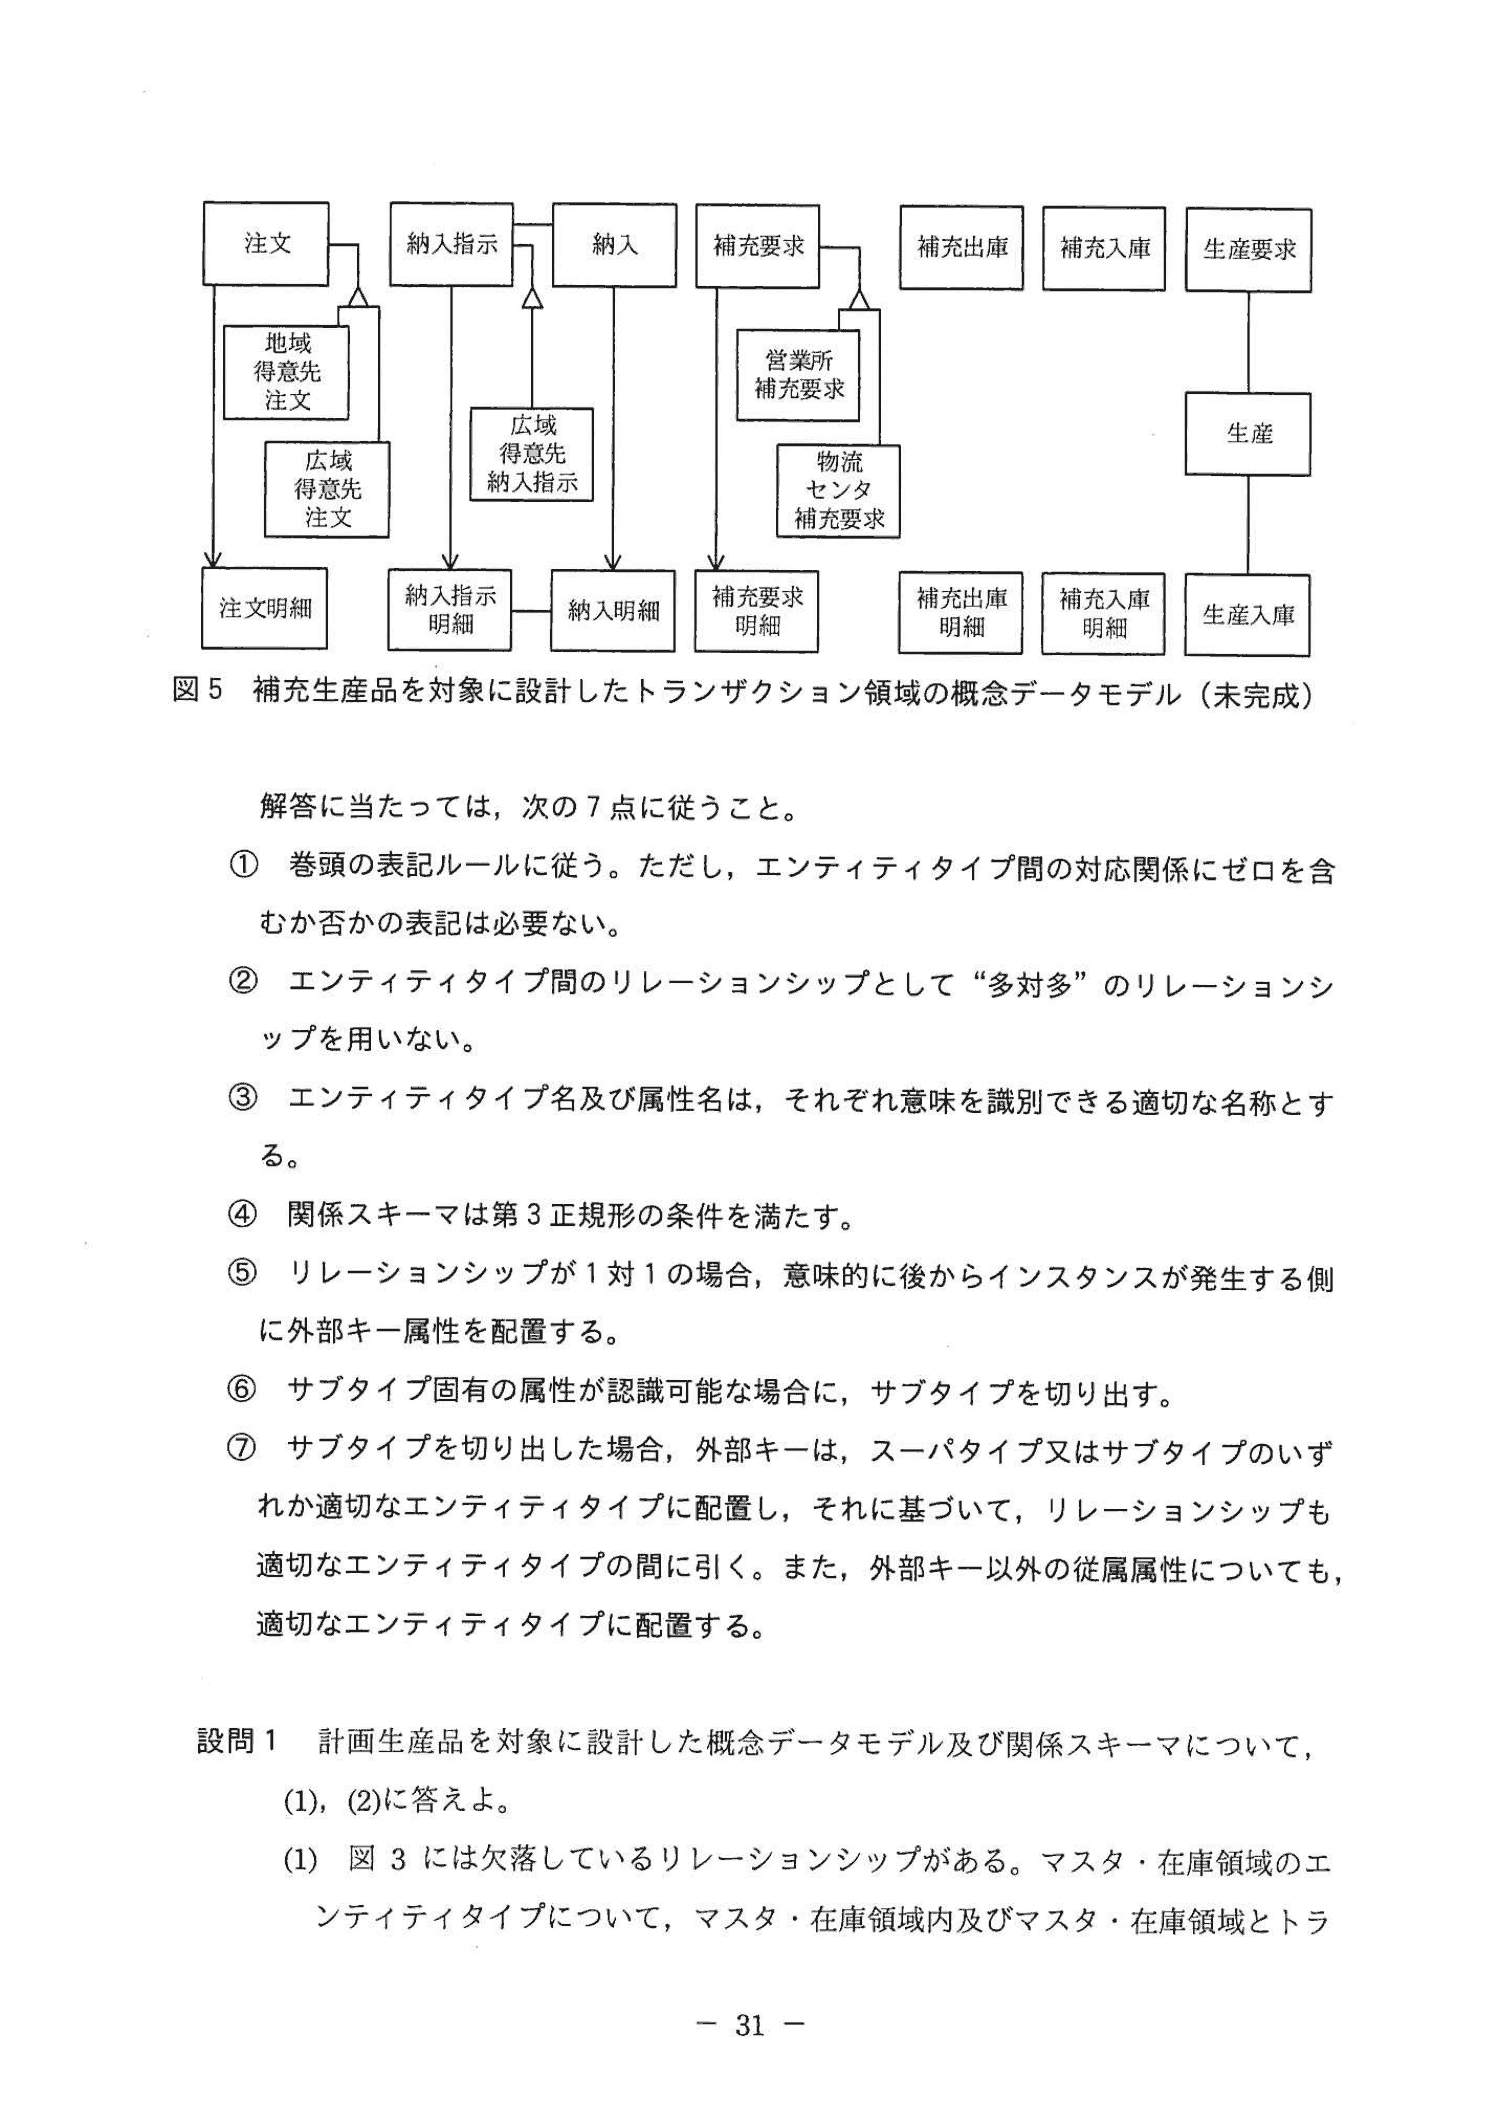 注文
納入指示
納入
補充要求
補充出庫
補充入庫
生産要求
地域
得意先
注文
広域
得意先
注文
広域
得意先
納入指示
営業所
補充要求
物流
センタ
補充要求
生産
注文明細
納入指示
明細
納入明細
補充要求
明細
補充出庫
明細
補充入庫
明細
生産入庫
図5 補充生産品を対象に設計したトランザクション領域の概念データモデル（未完成）
解答に当たっては，次の7点に従うこと。
① 巻頭の表記ルールに従う。ただし，エンティティタイプ間の対応関係にゼロを含
むか否かの表記は必要ない。
② エンティティタイプ間のリレーションシップとして“多対多”のリレーションシ
ップを用いない。
③ エンティティタイプ名及び属性名は，それぞれ意味を識別できる適切な名称とす
る。
④ 関係スキーマは第3正規形の条件を満たす。
⑤ リレーションシップが1対1の場合，意味的に後からインスタンスが発生する側
に外部キー属性を配置する。
⑥ サブタイプ固有の属性が認識可能な場合に，サブタイプを切り出す。
⑦ サブタイプを切り出した場合，外部キーは，スーパタイプ又はサブタイプのいず
れか適切なエンティティタイプに配置し，それに基づいて，リレーションシップも
適切なエンティティタイプの間に引く。また，外部キー以外の従属属性についても，
適切なエンティティタイプに配置する。
設問1 計画生産品を対象に設計した概念データモデル及び関係スキーマについて，
(1)，(2)に答えよ。
(1) 図3には欠落しているリレーションシップがある。マスタ・在庫領域のエ
ンティティタイプについて，マスタ・在庫領域内及びマスタ・在庫領域とトラ
－ 31 －